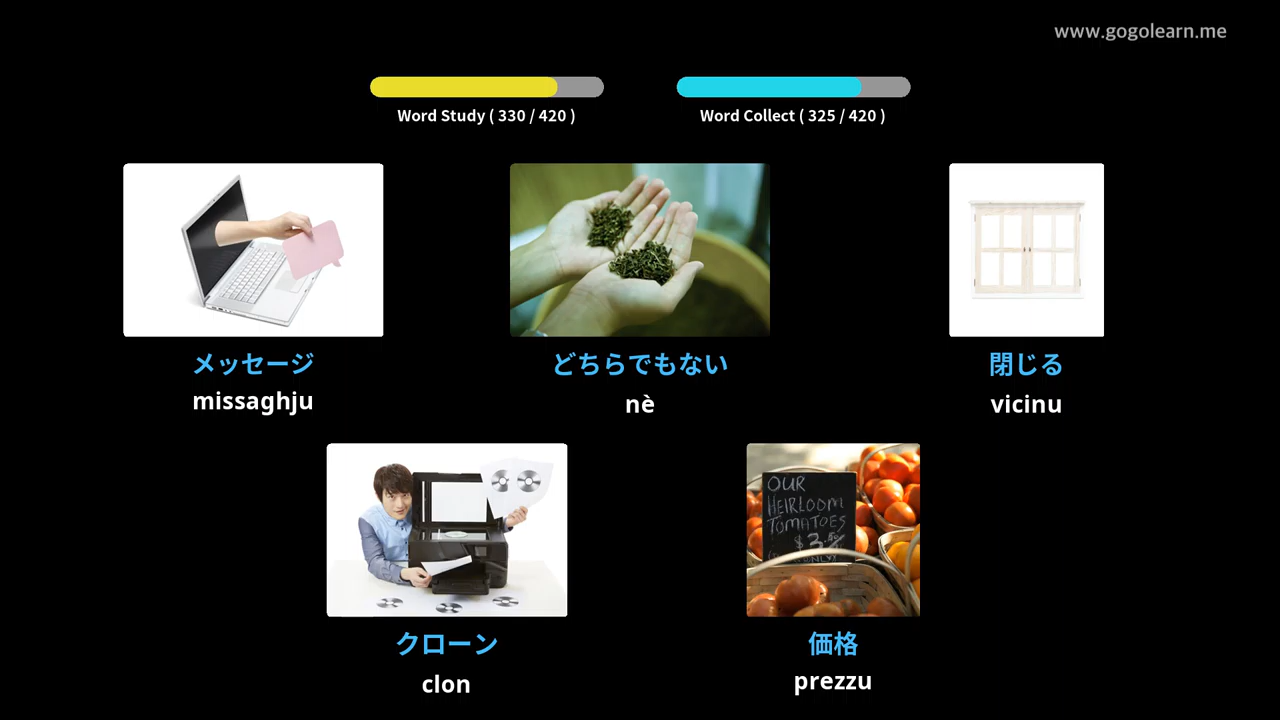 www.gogolearn.me
Word Study ( 330 / 420 )
Word Collect ( 325 / 420 )
メッセージ
missaghju
どちらでもない
nè
閉じる
vicinu
クローン
clon
OUR
HEIRLOOM
TOMATOES
価格
prezzu